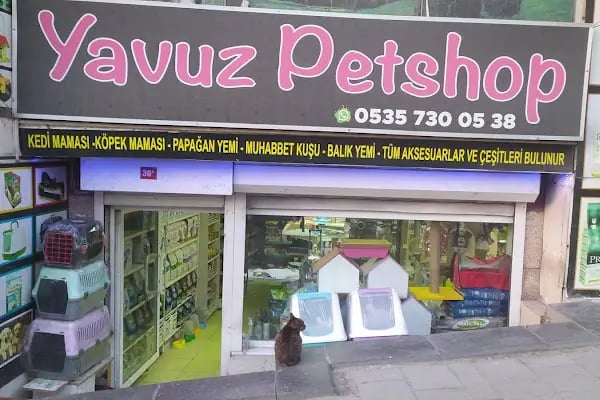 Yavuz Petshop
0535 730 05 38
KEDİ MAMASI -KÖPEK MAMASI - PAPAĞAN YEMİ - MUHABBET KUŞU - BALIK YEMİ - TÜM AKSESUARLAR VE ÇEŞİTLERİ BULUNUR